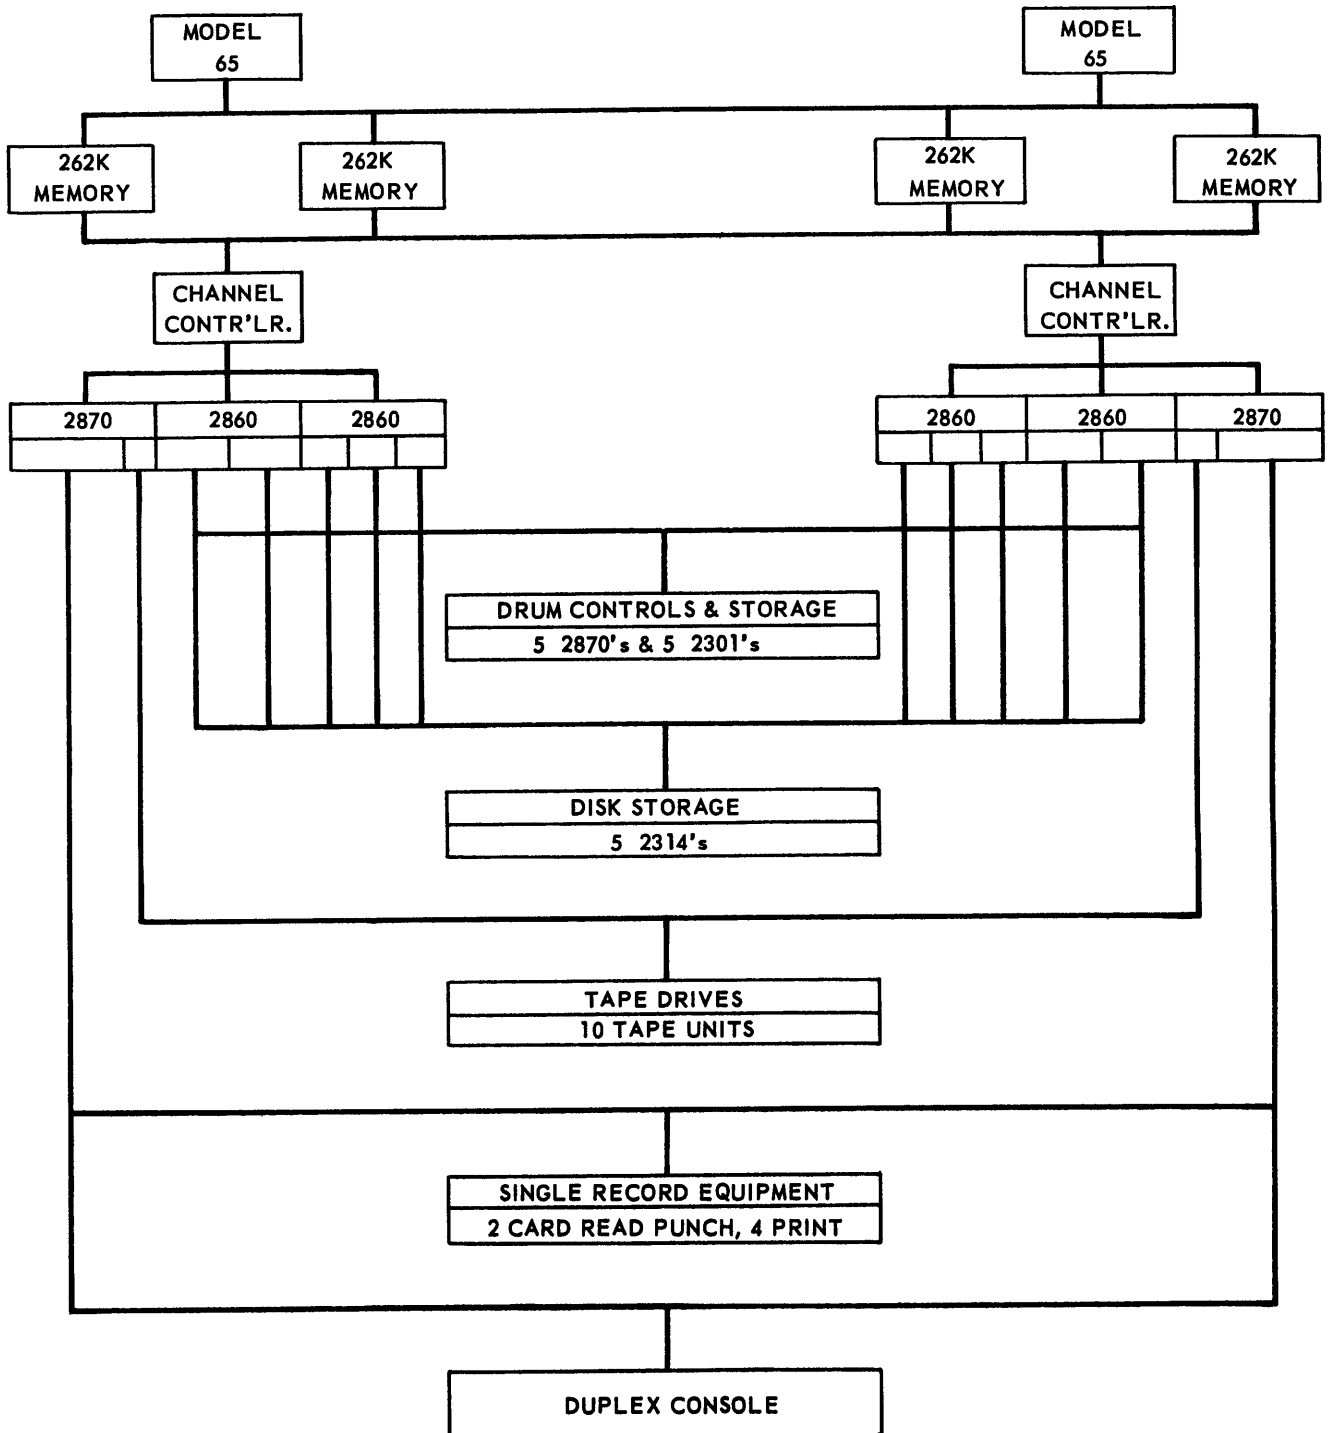 MODEL
65
MODEL
65
262K
MEMORY
262K
MEMORY
262K
MEMORY
262K
MEMORY
CHANNEL
CONTR'LR.
CHANNEL
CONTR'LR.
2870
2860
2860
2860
2860
2870
DRUM CONTROLS & STORAGE
5 2870's & 5 2301's
DISK STORAGE
5 2314's
TAPE DRIVES
10 TAPE UNITS
SINGLE RECORD EQUIPMENT
2 CARD READ PUNCH, 4 PRINT
DUPLEX CONSOLE